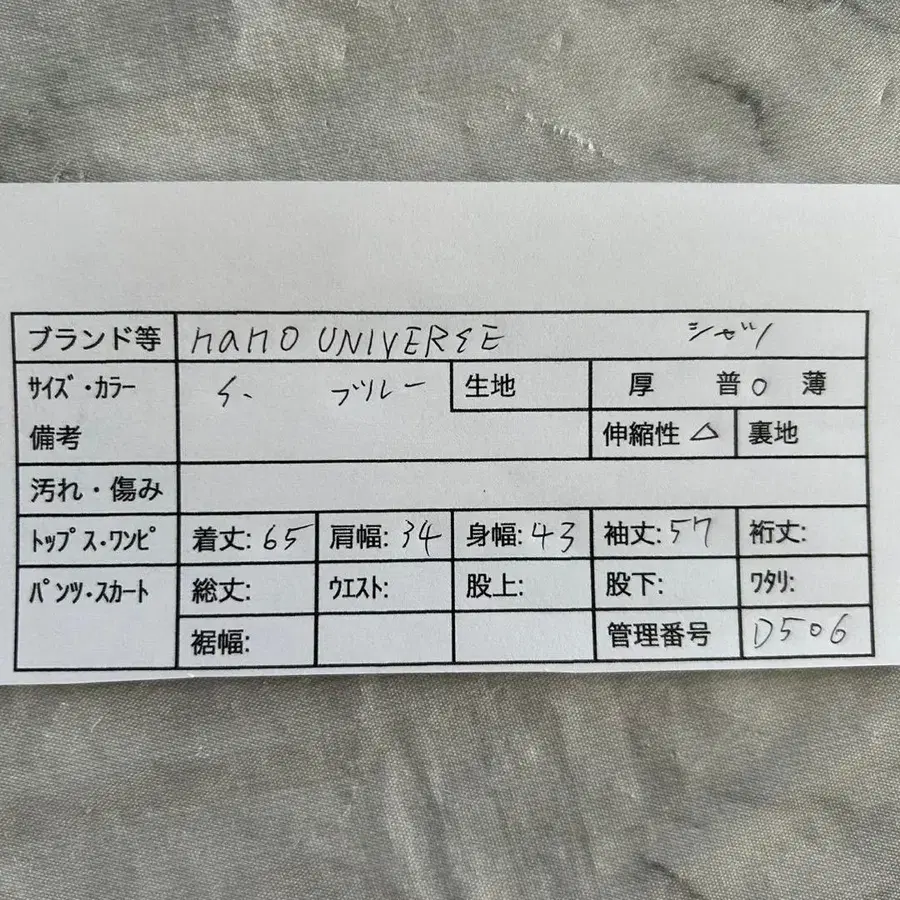 ブランド等 nano UNIVERSE シャツ
サイズ・カラー ブルー 生地 厚 普○ 薄
備考 伸縮性 △ 裏地
汚れ・傷み
トップス・ワンピ 着丈: 65 肩幅: 34 身幅: 43 袖丈: 57 裄丈:
パンツ・スカート 総丈: ウエスト: 股上: 股下: ワタリ:
裾幅: 管理番号 D506